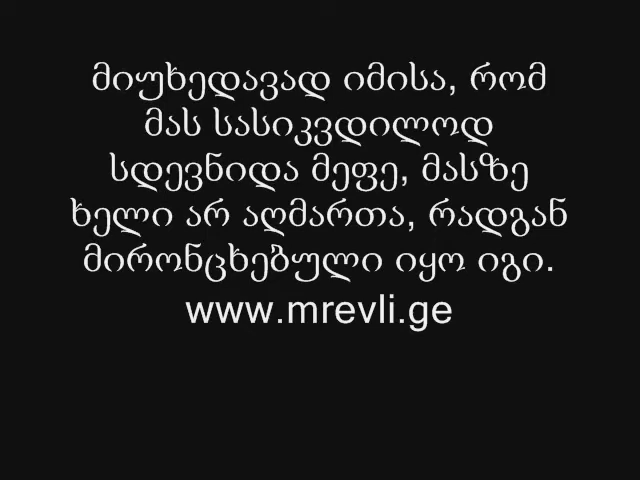 მიუხედავად იმისა, რომ
მას სასიკვდილოდ
სდევნიდა მეფე, მასზე
ხელი არ აღმართა, რადგან
მირონცხებული იყო იგი.
www.mrevli.ge